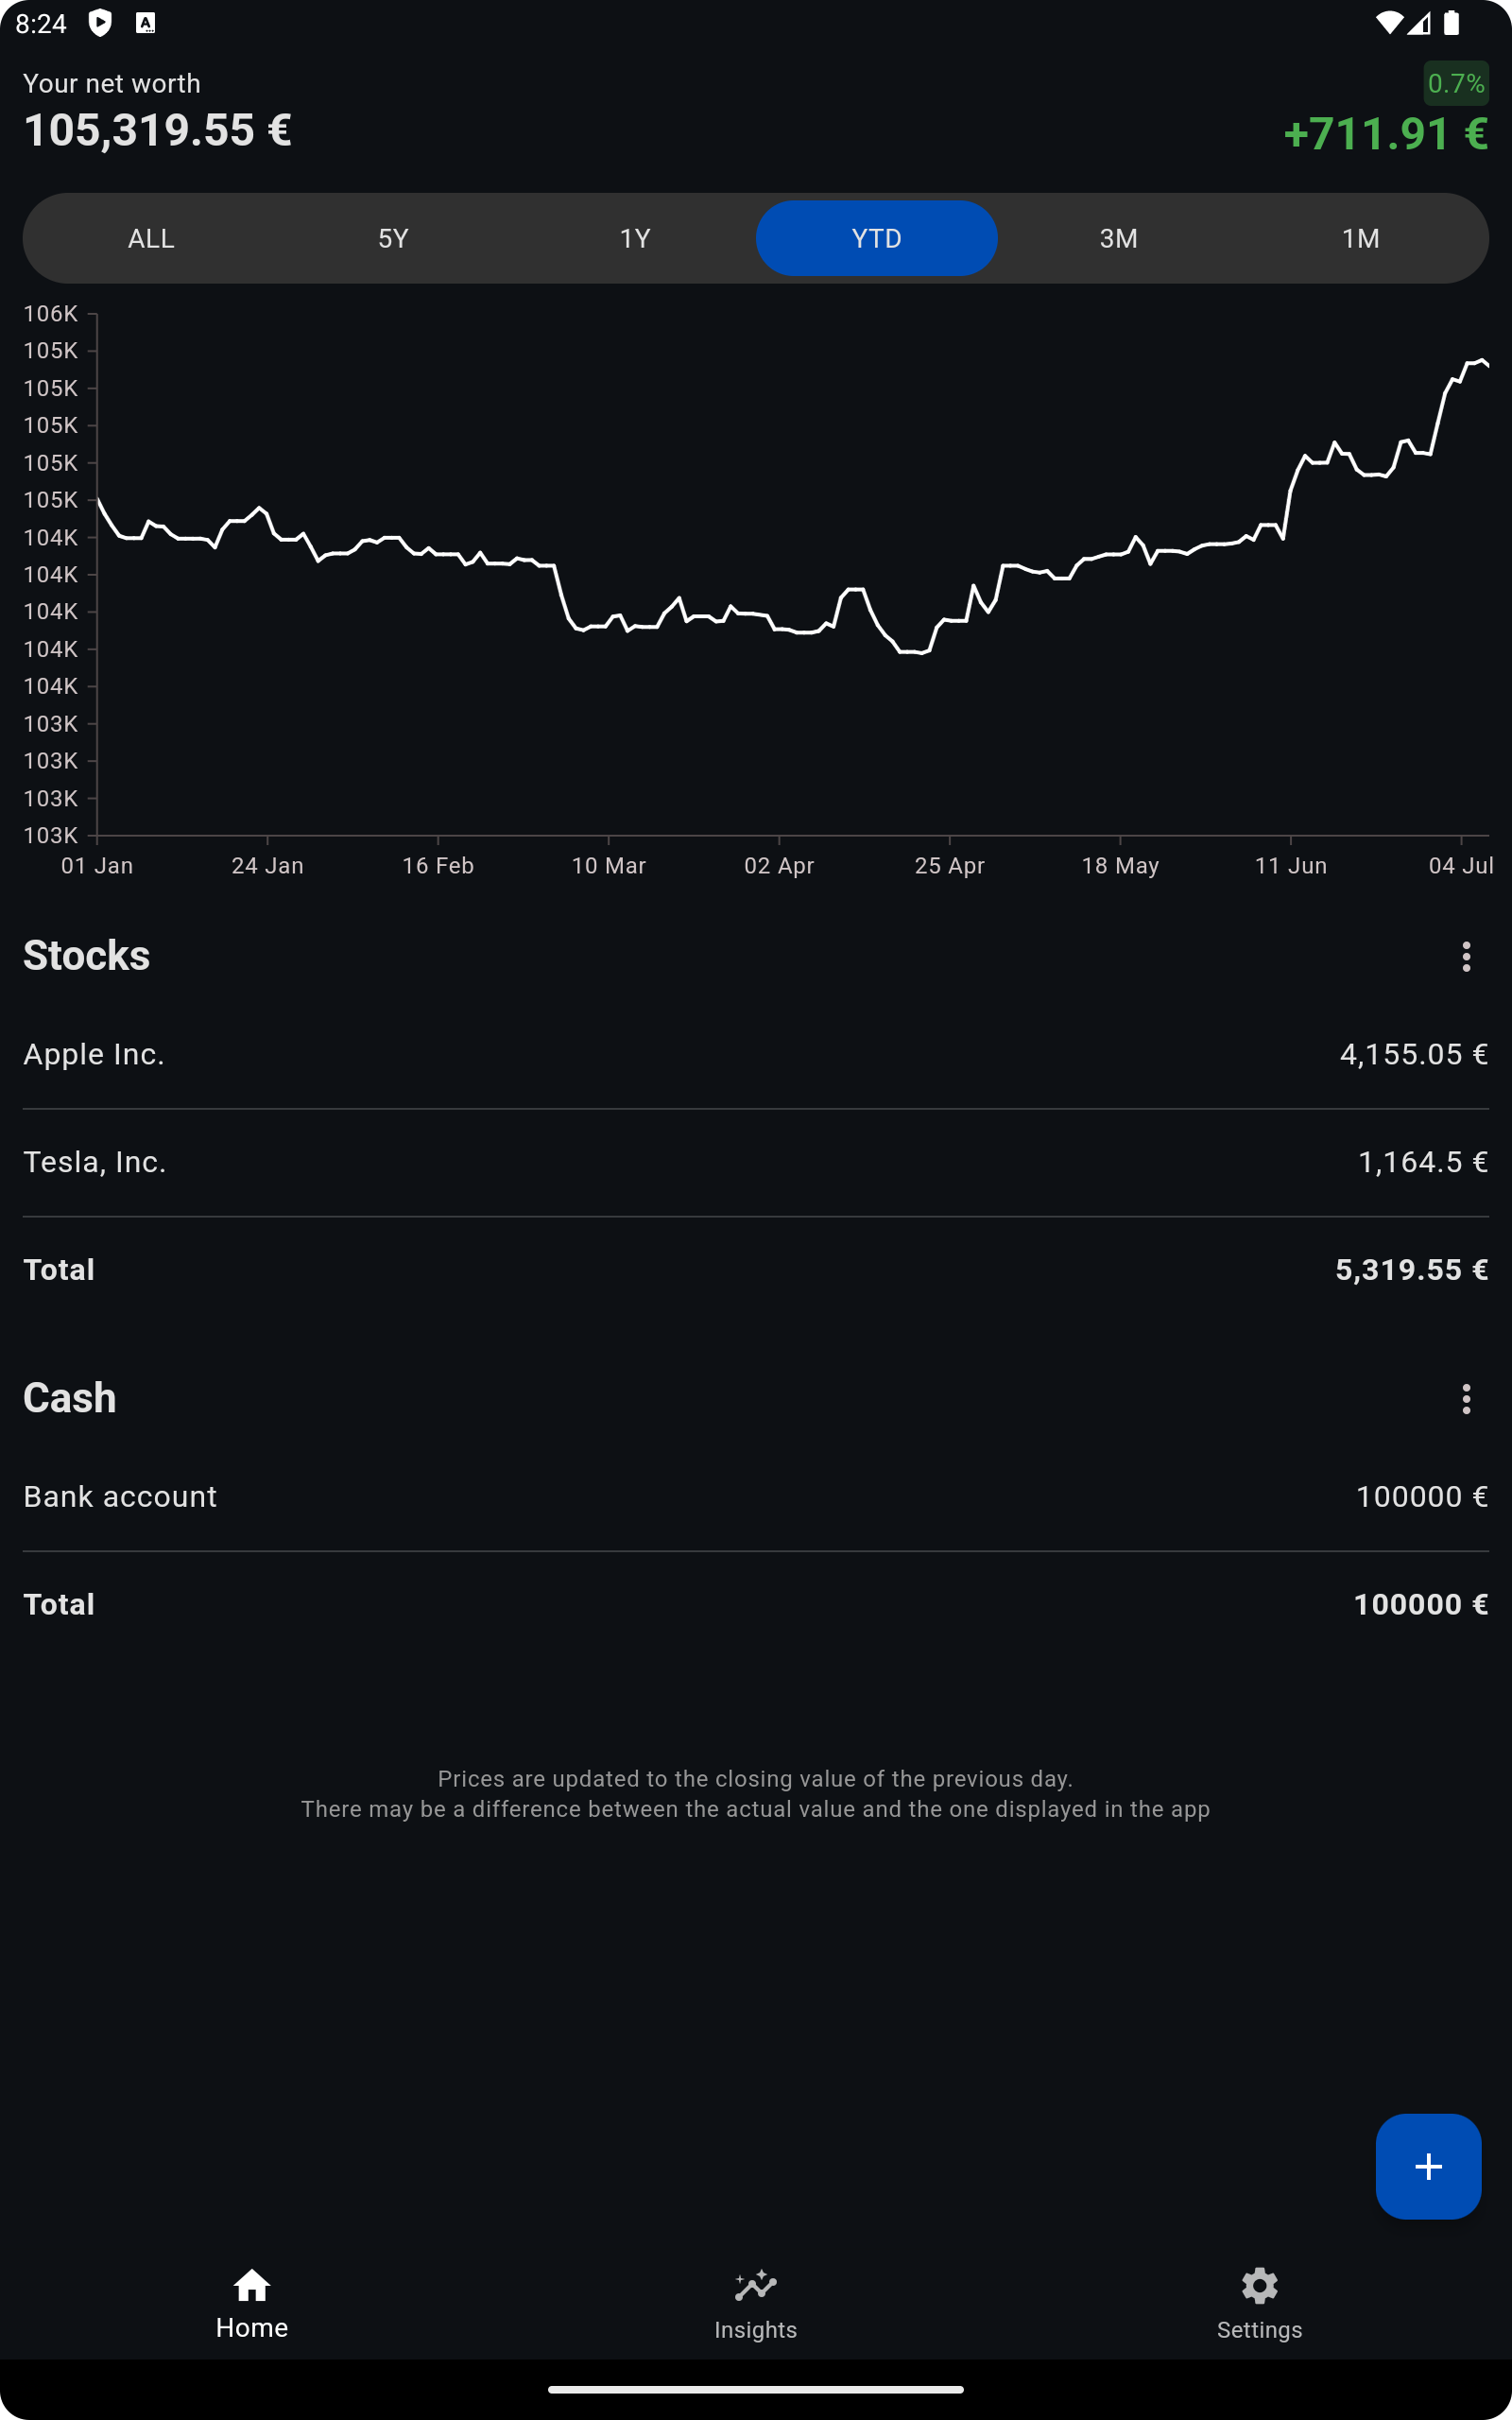 8:24
Your net worth
0.7%
105,319.55 €
+711.91 €
ALL 5Y 1Y YTD 3M 1M
106K
105K
105K
105K
105K
105K
104K
104K
104K
104K
104K
103K
103K
103K
103K
01 Jan 24 Jan 16 Feb 10 Mar 02 Apr 25 Apr 18 May 11 Jun 04 Jul
Stocks
Apple Inc. 4,155.05 €
Tesla, Inc. 1,164.5 €
Total 5,319.55 €
Cash
Bank account 100000 €
Total 100000 €
Prices are updated to the closing value of the previous day.
There may be a difference between the actual value and the one displayed in the app
Home Insights Settings